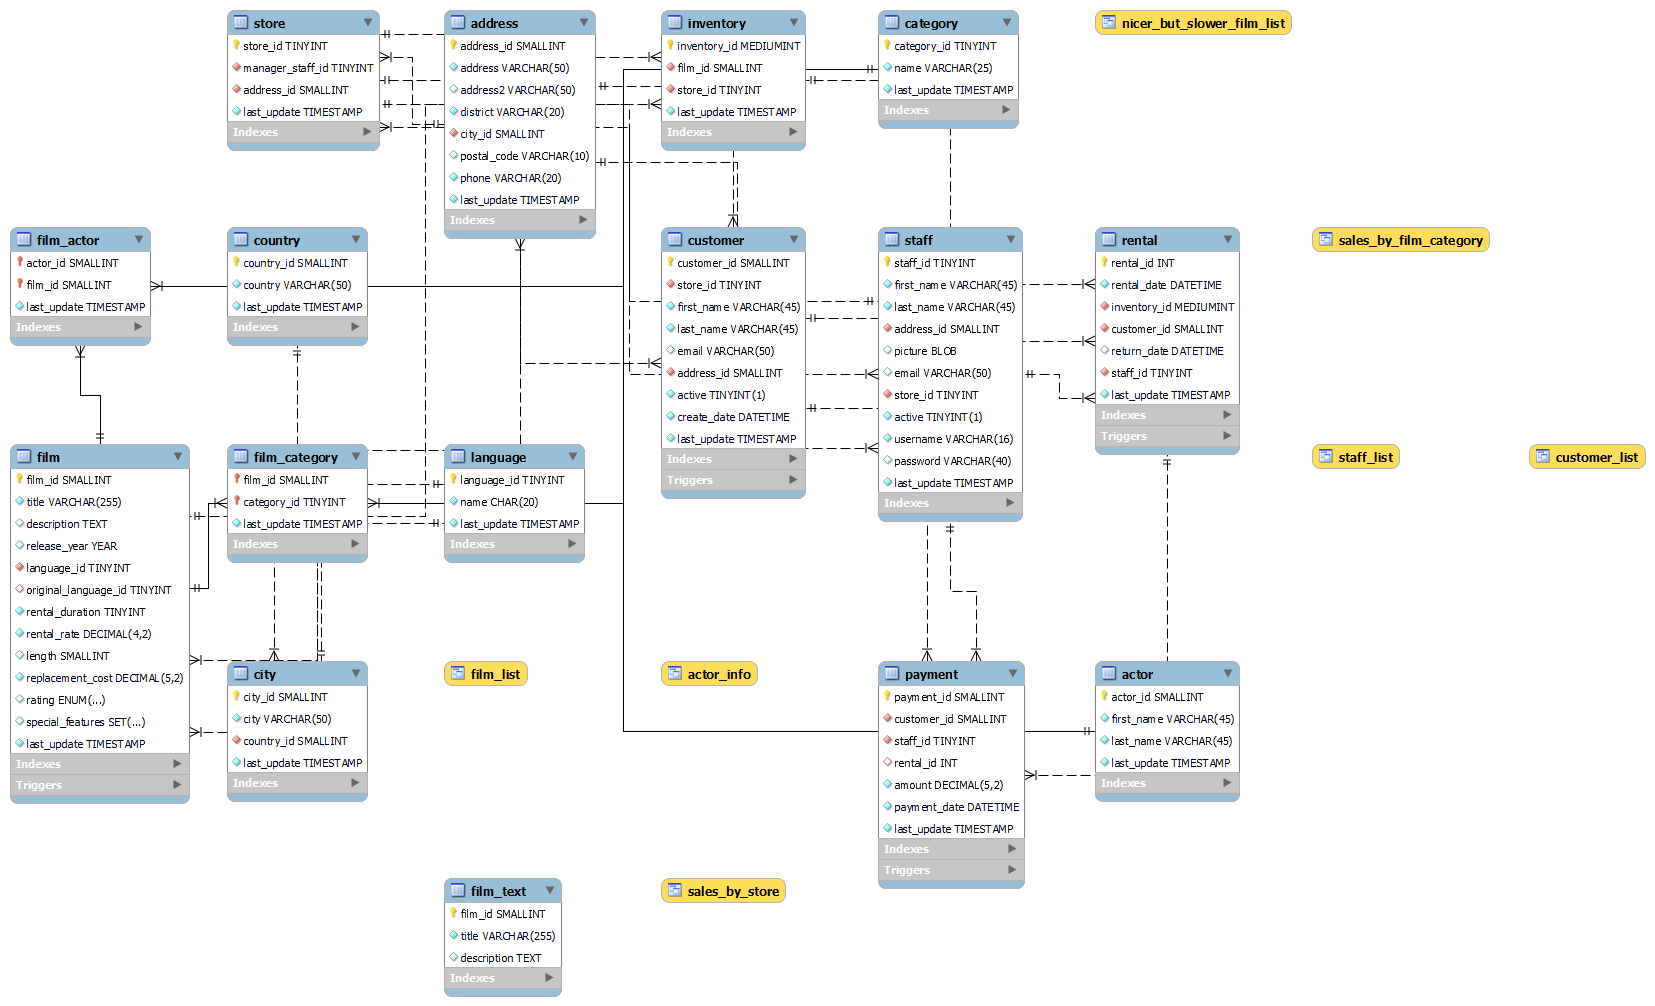 store
store_id TINYINT
manager_staff_id TINYINT
address_id SMALLINT
last_update TIMESTAMP
Indexes
address
address_id SMALLINT
address VARCHAR(50)
address2 VARCHAR(50)
district VARCHAR(20)
city_id SMALLINT
postal_code VARCHAR(10)
phone VARCHAR(20)
last_update TIMESTAMP
Indexes
inventory
inventory_id MEDIUMINT
film_id SMALLINT
store_id TINYINT
last_update TIMESTAMP
Indexes
category
category_id TINYINT
name VARCHAR(25)
last_update TIMESTAMP
Indexes
nicer_but_slower_film_list
film_actor
actor_id SMALLINT
film_id SMALLINT
last_update TIMESTAMP
Indexes
country
country_id SMALLINT
country VARCHAR(50)
last_update TIMESTAMP
Indexes
customer
customer_id SMALLINT
store_id TINYINT
first_name VARCHAR(45)
last_name VARCHAR(45)
email VARCHAR(50)
address_id SMALLINT
active TINYINT(1)
create_date DATETIME
last_update TIMESTAMP
Indexes
Triggers
staff
staff_id TINYINT
first_name VARCHAR(45)
last_name VARCHAR(45)
address_id SMALLINT
picture BLOB
email VARCHAR(50)
store_id TINYINT
active TINYINT(1)
username VARCHAR(16)
password VARCHAR(40)
last_update TIMESTAMP
Indexes
rental
rental_id INT
rental_date DATETIME
inventory_id MEDIUMINT
customer_id SMALLINT
return_date DATETIME
staff_id TINYINT
last_update TIMESTAMP
Indexes
Triggers
sales_by_film_category
film
film_id SMALLINT
title VARCHAR(255)
description TEXT
release_year YEAR
language_id TINYINT
original_language_id TINYINT
rental_duration TINYINT
rental_rate DECIMAL(4,2)
length SMALLINT
replacement_cost DECIMAL(5,2)
rating ENUM(...)
special_features SET(...)
last_update TIMESTAMP
Indexes
Triggers
film_category
film_id SMALLINT
category_id TINYINT
last_update TIMESTAMP
Indexes
language
language_id TINYINT
name CHAR(20)
last_update TIMESTAMP
Indexes
staff_list
customer_list
city
city_id SMALLINT
city VARCHAR(50)
country_id SMALLINT
last_update TIMESTAMP
Indexes
film_list
actor_info
payment
payment_id SMALLINT
customer_id SMALLINT
staff_id TINYINT
rental_id INT
amount DECIMAL(5,2)
payment_date DATETIME
last_update TIMESTAMP
Indexes
Triggers
actor
actor_id SMALLINT
first_name VARCHAR(45)
last_name VARCHAR(45)
last_update TIMESTAMP
Indexes
film_text
film_id SMALLINT
title VARCHAR(255)
description TEXT
Indexes
sales_by_store